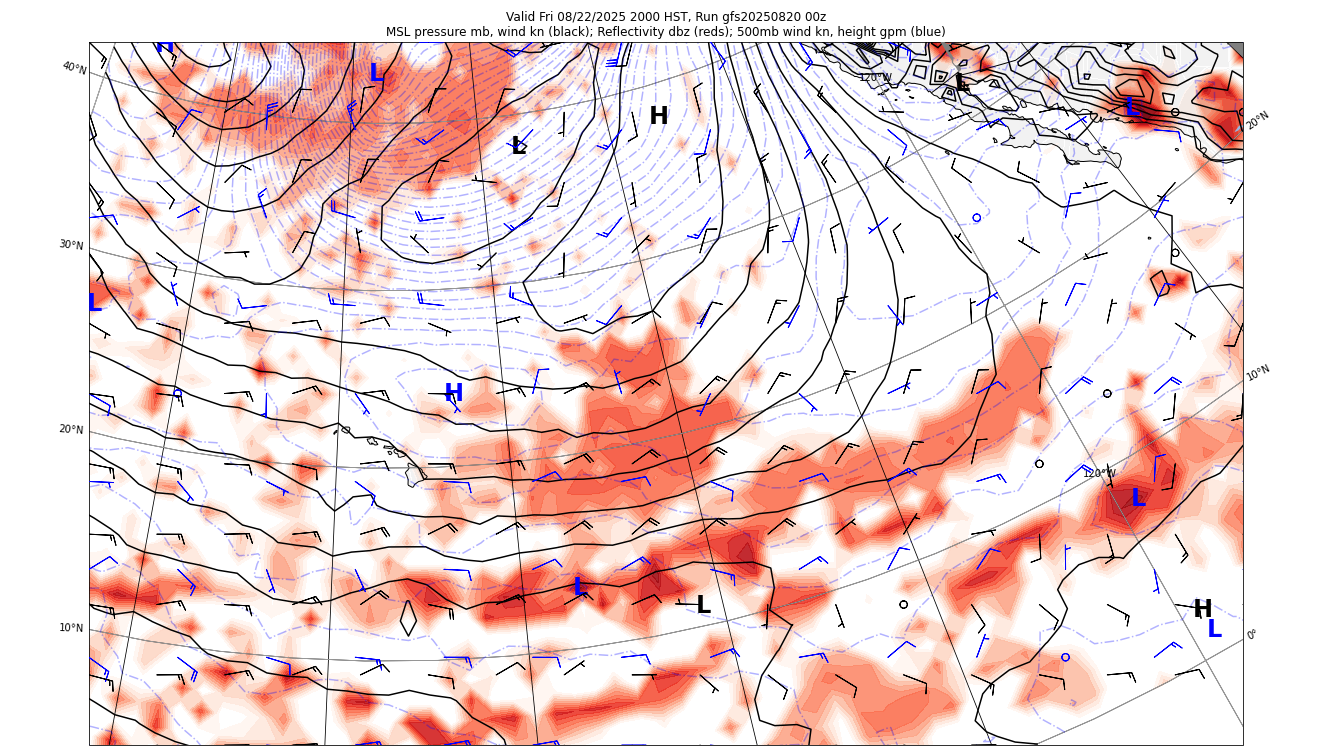 Valid Fri 08/22/2025 2000 HST, Run gfs20250820 00z
MSL pressure mb, wind kn (black); Reflectivity dbz (reds); 500mb wind kn, height gpm (blue)
H
L
40°N
120°W
L
H
L
20°N
L
30°N
L
10°N
H
20°N
120°W
L
L
L
H
10°N
L
0°